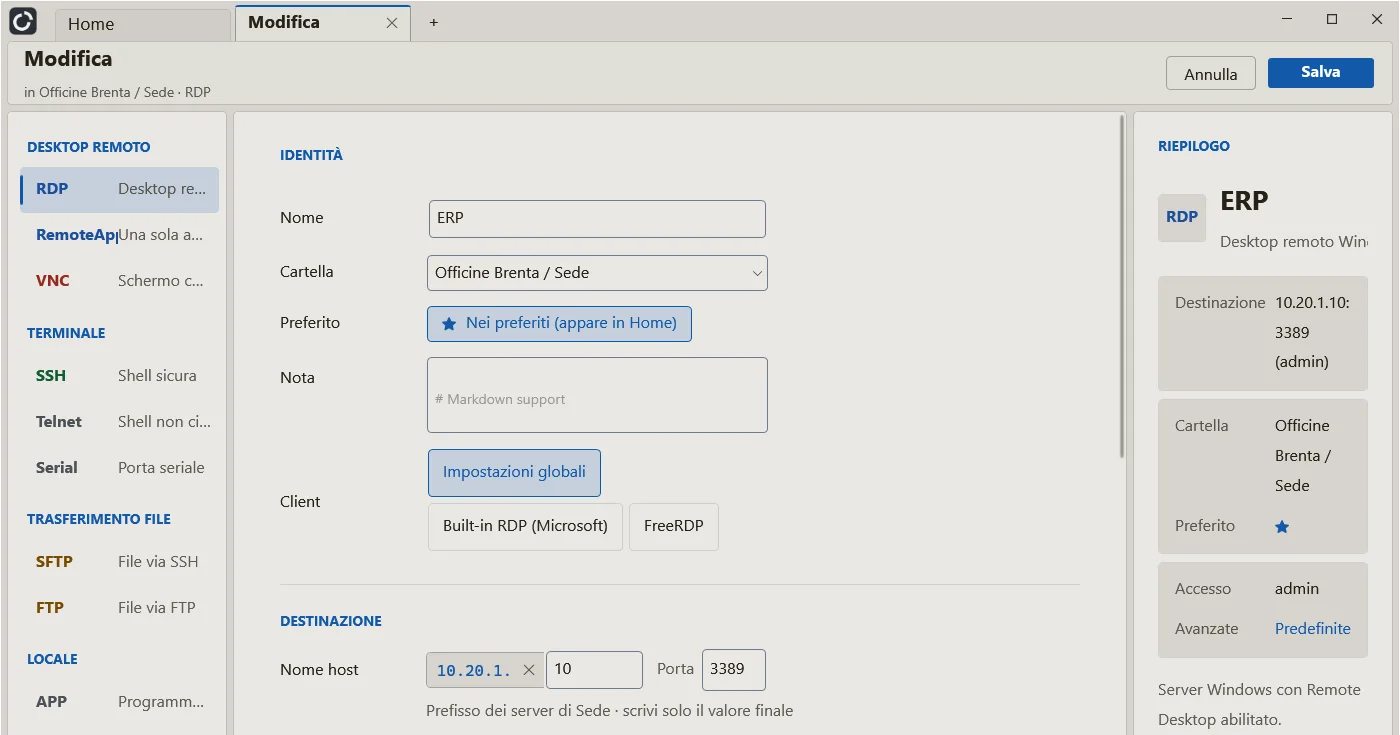 Home
Modifica
+
Modifica
in Officine Brenta / Sede · RDP
Annulla
Salva
DESKTOP REMOTO
RDP Desktop re...
RemoteApp Una sola a...
VNC Schermo c...
TERMINALE
SSH Shell sicura
Telnet Shell non ci...
Serial Porta seriale
TRASFERIMENTO FILE
SFTP File via SSH
FTP File via FTP
LOCALE
APP Programm...
IDENTITÀ
Nome ERP
Cartella Officine Brenta / Sede
Preferito Nei preferiti (appare in Home)
Nota
# Markdown support
Impostazioni globali
Client
Built-in RDP (Microsoft) FreeRDP
DESTINAZIONE
Nome host 10.20.1. 10 Porta 3389
Prefisso dei server di Sede · scrivi solo il valore finale
RIEPILOGO
RDP
ERP
Desktop remoto Win
Destinazione 10.20.1.10:
3389
(admin)
Cartella Officine
Brenta /
Sede
Preferito
Accesso admin
Avanzate Predefinite
Server Windows con Remote
Desktop abilitato.